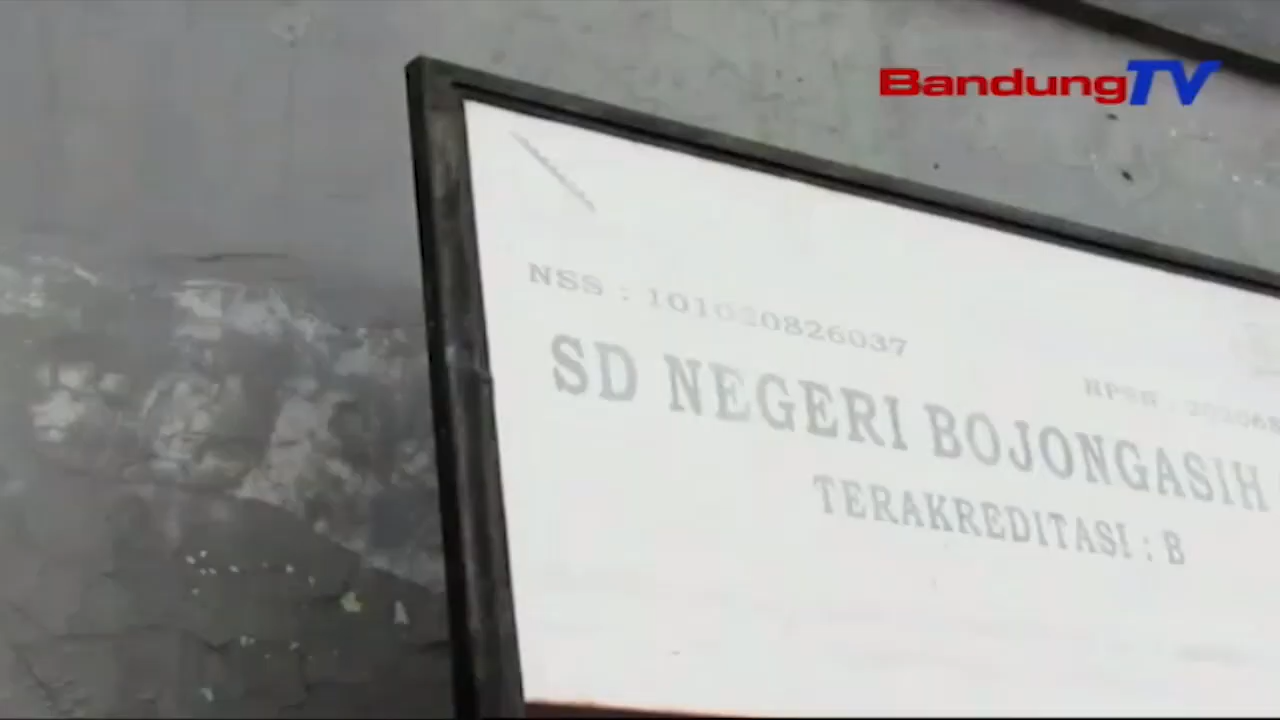 BandungTV
NSS : 101020826037
SD NEGERI BOJONGASIH
TERAKREDITASI : B